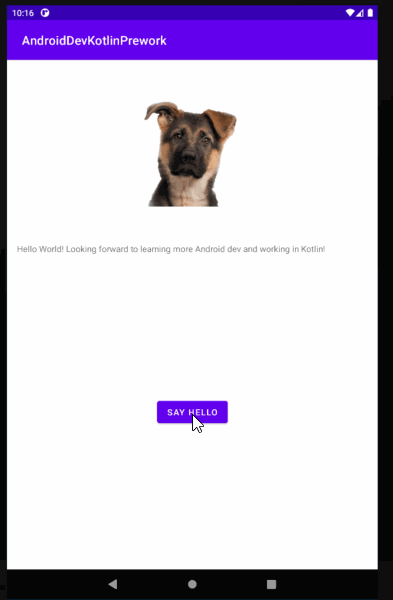 10:16
AndroidDevKotlinPrework
Hello World! Looking forward to learning more Android dev and working in Kotlin!
SAY HELLO